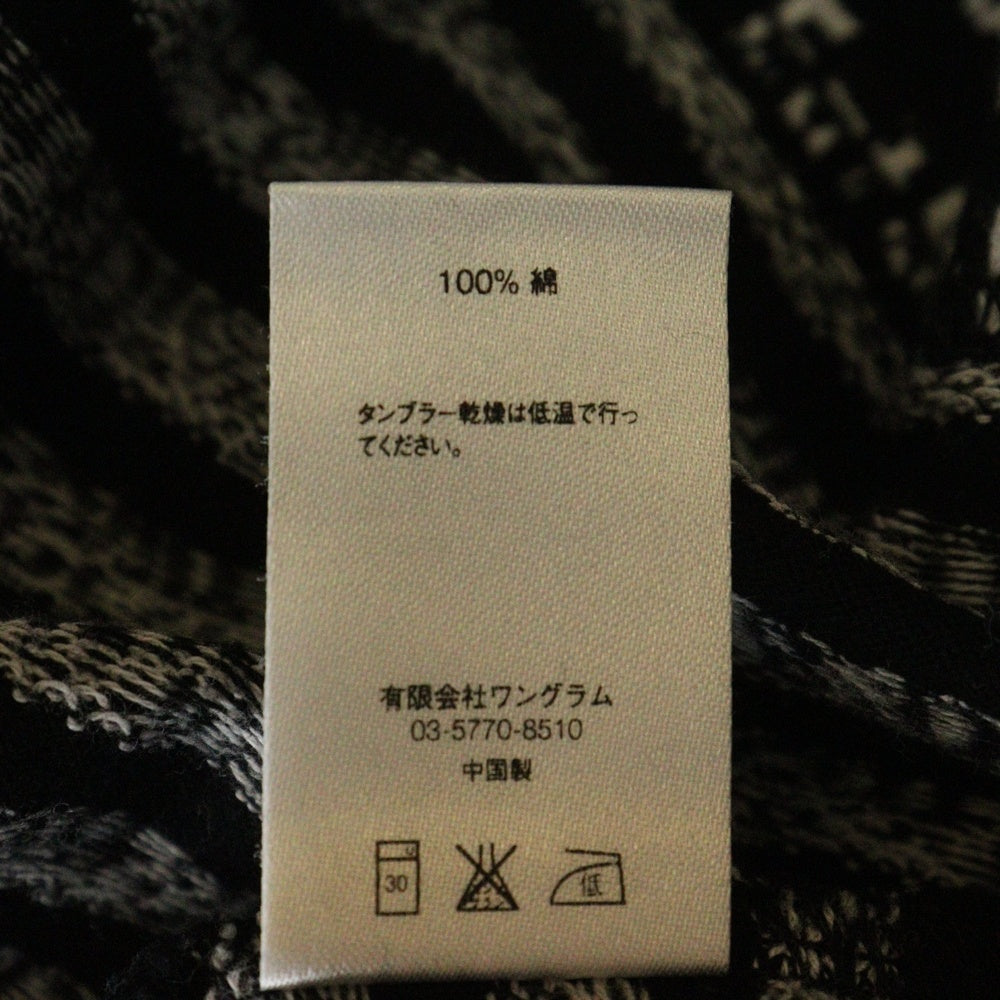 100% 綿
タンブラー乾燥は低温で行っ
てください。
有限会社ワングラム
03-5770-8510
中国製
30
低